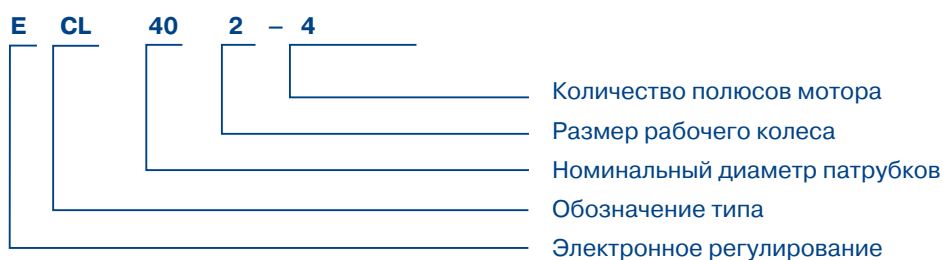 E CL 40 2 – 4
Количество полюсов мотора
Размер рабочего колеса
Номинальный диаметр патрубков
Обозначение типа
Электронное регулирование